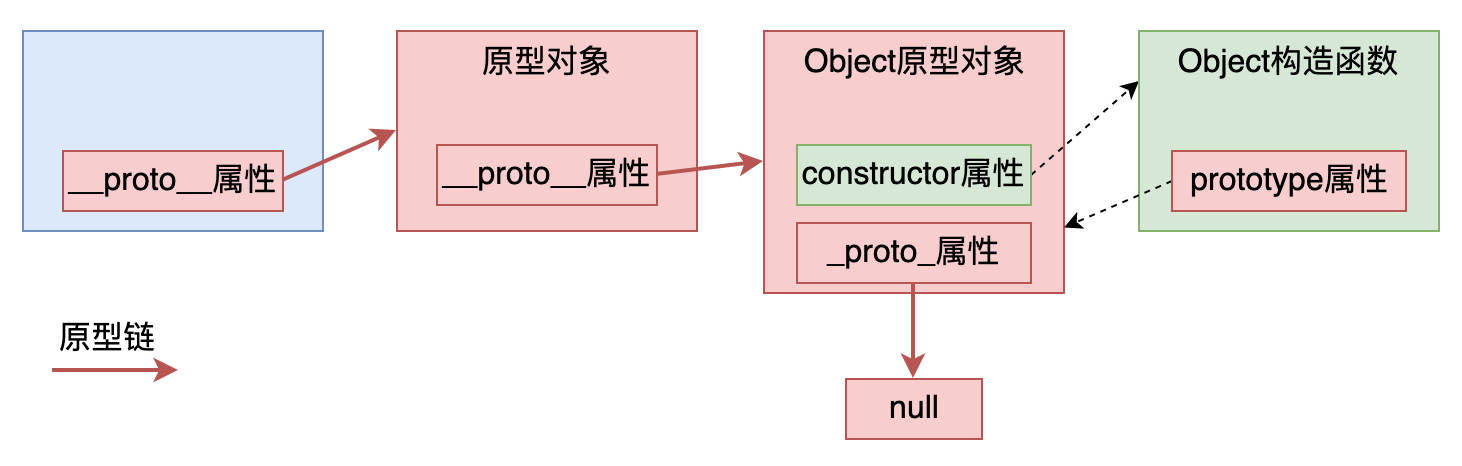 原型对象
Object原型对象
Object构造函数
__proto__属性
__proto__属性
constructor属性
prototype属性
_proto_属性
原型链
null